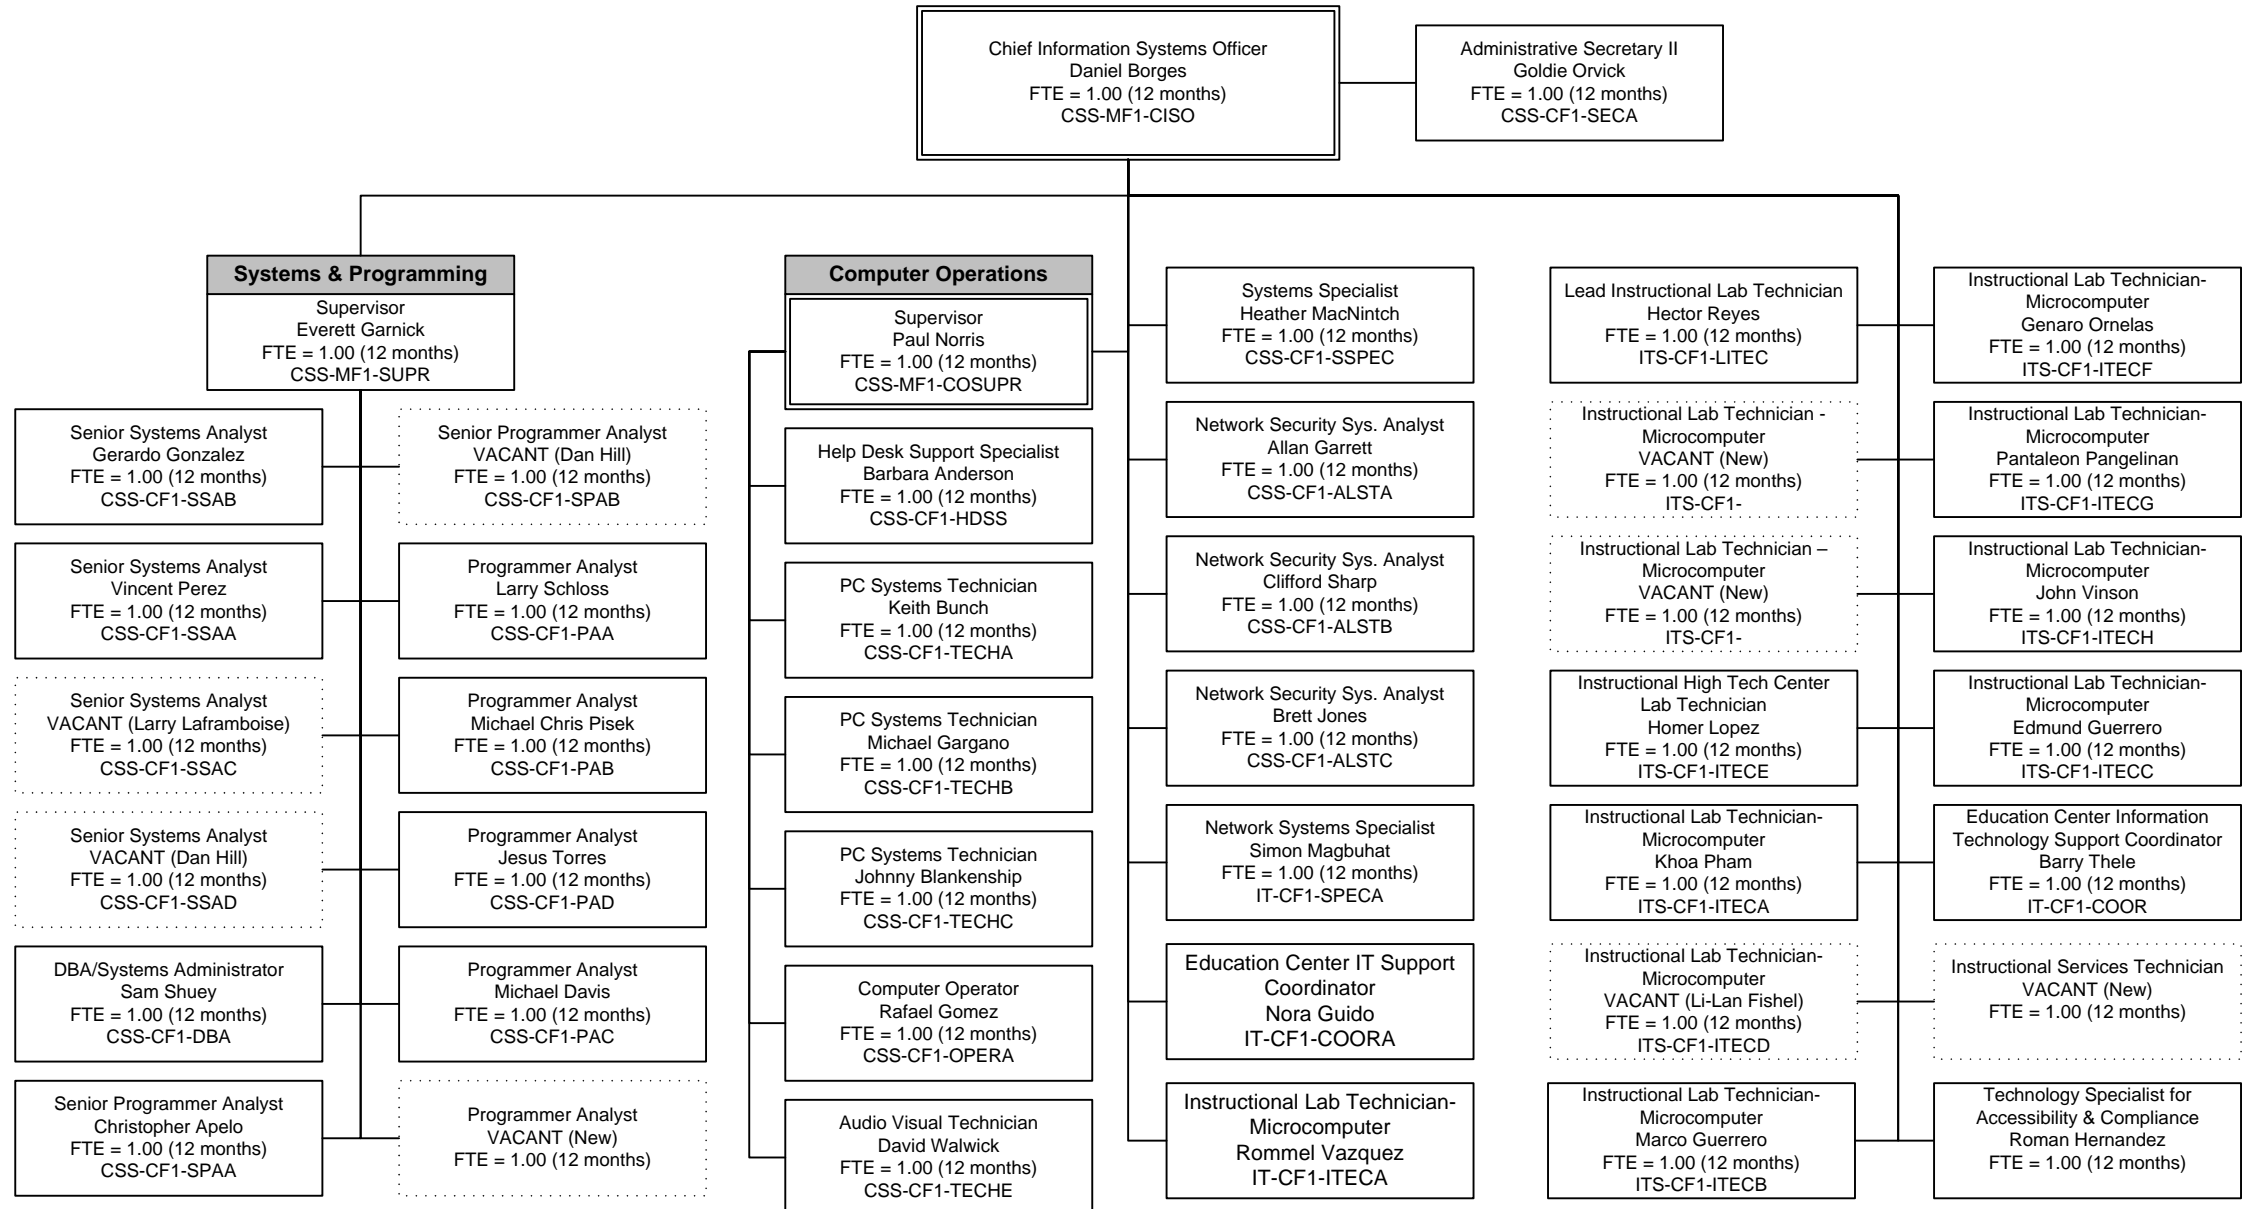 Chief Information Systems Officer
Daniel Borges
FTE = 1.00 (12 months)
CSS-MF1-CISO
Administrative Secretary II
Goldie Orvick
FTE = 1.00 (12 months)
CSS-CF1-SECA
Systems & Programming
Supervisor
Everett Garnick
FTE = 1.00 (12 months)
CSS-MF1-SUPR
Senior Systems Analyst
Gerardo Gonzalez
FTE = 1.00 (12 months)
CSS-CF1-SSAB
Senior Programmer Analyst
VACANT (Dan Hill)
FTE = 1.00 (12 months)
CSS-CF1-SPAB
Senior Systems Analyst
Vincent Perez
FTE = 1.00 (12 months)
CSS-CF1-SSAA
Programmer Analyst
Larry Schloss
FTE = 1.00 (12 months)
CSS-CF1-PAA
Senior Systems Analyst
VACANT (Larry Laframboise)
FTE = 1.00 (12 months)
CSS-CF1-SSAC
Programmer Analyst
Michael Chris Pisek
FTE = 1.00 (12 months)
CSS-CF1-PAB
Senior Systems Analyst
VACANT (Dan Hill)
FTE = 1.00 (12 months)
CSS-CF1-SSAD
Programmer Analyst
Jesus Torres
FTE = 1.00 (12 months)
CSS-CF1-PAD
DBA/Systems Administrator
Sam Shuey
FTE = 1.00 (12 months)
CSS-CF1-DBA
Programmer Analyst
Michael Davis
FTE = 1.00 (12 months)
CSS-CF1-PAC
Senior Programmer Analyst
Christopher Apelo
FTE = 1.00 (12 months)
CSS-CF1-SPAA
Programmer Analyst
VACANT (New)
FTE = 1.00 (12 months)
Computer Operations
Supervisor
Paul Norris
FTE = 1.00 (12 months)
CSS-MF1-COSUPR
Help Desk Support Specialist
Barbara Anderson
FTE = 1.00 (12 months)
CSS-CF1-HDSS
PC Systems Technician
Keith Bunch
FTE = 1.00 (12 months)
CSS-CF1-TECHA
PC Systems Technician
Michael Gargano
FTE = 1.00 (12 months)
CSS-CF1-TECHB
PC Systems Technician
Johnny Blankenship
FTE = 1.00 (12 months)
CSS-CF1-TECHC
Computer Operator
Rafael Gomez
FTE = 1.00 (12 months)
CSS-CF1-OPERA
Audio Visual Technician
David Walwick
FTE = 1.00 (12 months)
CSS-CF1-TECHE
Systems Specialist
Heather MacNintch
FTE = 1.00 (12 months)
CSS-CF1-SSPEC
Network Security Sys. Analyst
Allan Garrett
FTE = 1.00 (12 months)
CSS-CF1-ALSTA
Network Security Sys. Analyst
Clifford Sharp
FTE = 1.00 (12 months)
CSS-CF1-ALSTB
Network Security Sys. Analyst
Brett Jones
FTE = 1.00 (12 months)
CSS-CF1-ALSTC
Network Systems Specialist
Simon Magbuhat
FTE = 1.00 (12 months)
IT-CF1-SPECA
Education Center IT Support
Coordinator
Nora Guido
IT-CF1-COORA
Instructional Lab Technician-
Microcomputer
Rommel Vazquez
IT-CF1-ITECA
Lead Instructional Lab Technician
Hector Reyes
FTE = 1.00 (12 months)
ITS-CF1-LITEC
Instructional Lab Technician-
Microcomputer
Genaro Ornelas
FTE = 1.00 (12 months)
ITS-CF1-ITECF
Instructional Lab Technician -
Microcomputer
VACANT (New)
FTE = 1.00 (12 months)
ITS-CF1-
Instructional Lab Technician-
Microcomputer
Pantaleon Pangelinan
FTE = 1.00 (12 months)
ITS-CF1-ITECG
Instructional Lab Technician –
Microcomputer
VACANT (New)
FTE = 1.00 (12 months)
ITS-CF1-
Instructional Lab Technician-
Microcomputer
John Vinson
FTE = 1.00 (12 months)
ITS-CF1-ITECH
Instructional High Tech Center
Lab Technician
Homer Lopez
FTE = 1.00 (12 months)
ITS-CF1-ITECE
Instructional Lab Technician-
Microcomputer
Edmund Guerrero
FTE = 1.00 (12 months)
ITS-CF1-ITECC
Instructional Lab Technician-
Microcomputer
Khoa Pham
FTE = 1.00 (12 months)
ITS-CF1-ITECA
Education Center Information
Technology Support Coordinator
Barry Thele
FTE = 1.00 (12 months)
IT-CF1-COOR
Instructional Lab Technician-
Microcomputer
VACANT (Li-Lan Fishel)
FTE = 1.00 (12 months)
ITS-CF1-ITECD
Instructional Services Technician
VACANT (New)
FTE = 1.00 (12 months)
Instructional Lab Technician-
Microcomputer
Marco Guerrero
FTE = 1.00 (12 months)
ITS-CF1-ITECB
Technology Specialist for
Accessibility & Compliance
Roman Hernandez
FTE = 1.00 (12 months)